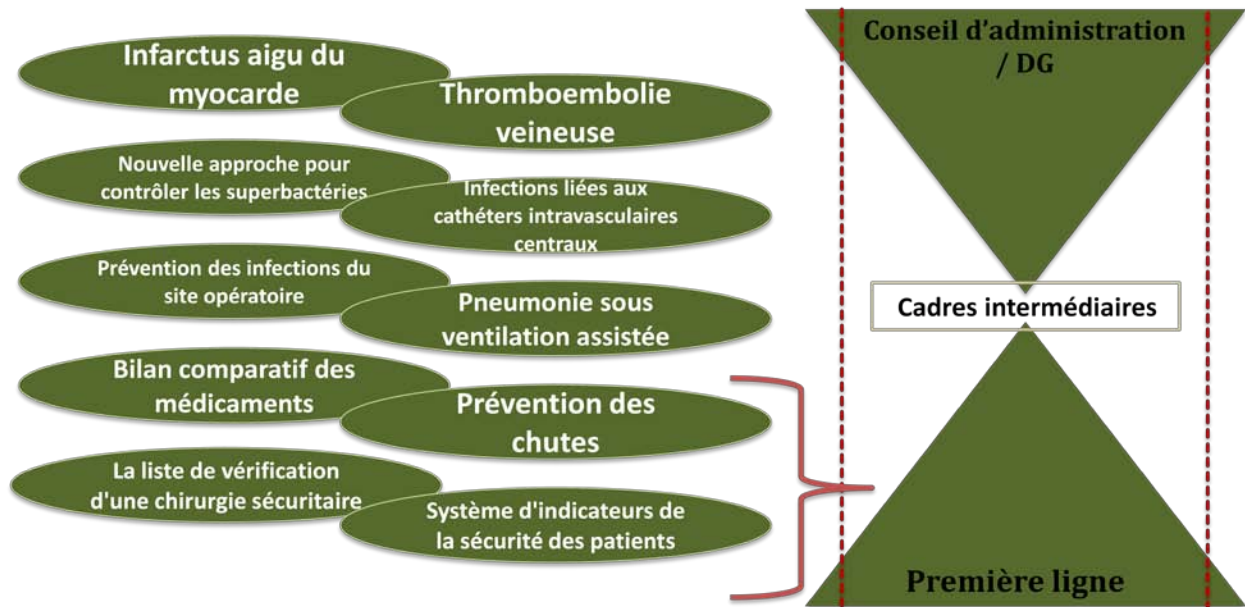 Infarctus aigu du
myocarde
Thromboembolie
veineuse
Nouvelle approche pour
contrôler les superbactéries
Infections liées aux
cathéters intravasculaires
centraux
Prévention des infections du
site opératoire
Pneumonie sous
ventilation assistée
Bilan comparatif des
médicaments
Prévention des
chutes
La liste de vérification
d'une chirurgie sécuritaire
Système d'indicateurs de
la sécurité des patients
Conseil d'administration
/ DG
Cadres intermédiaires
Première ligne